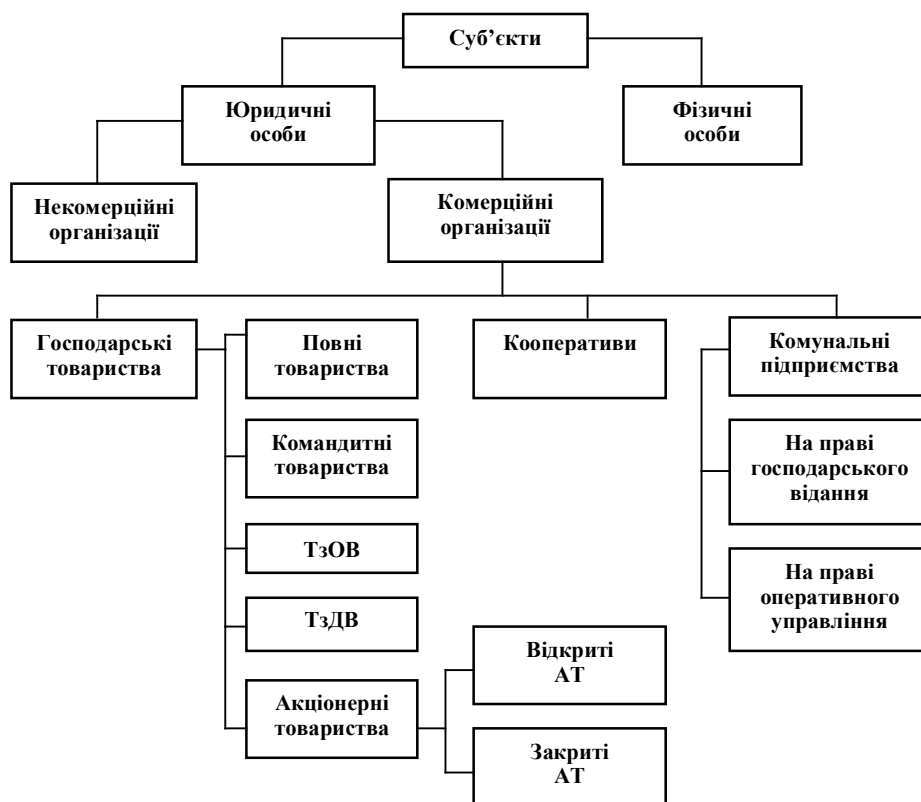 Суб’єкти
Юридичні
особи
Фізичні
особи
Некомерційні
організації
Комерційні
організації
Господарські
товариства
Повні
товариства
Кооперативи
Комунальні
підприємства
Командитні
товариства
На праві
господарського
відання
ТзОВ
На праві
оперативного
управління
ТзДВ
Відкриті
АТ
Акціонерні
товариства
Закриті
АТ